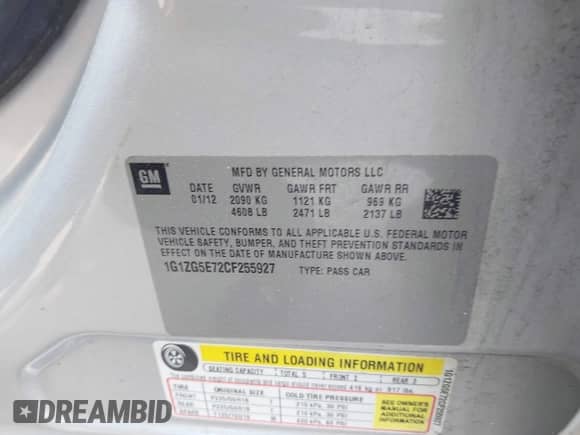 GM
MFD BY GENERAL MOTORS LLC
DATE GVWR GAWR FRT GAWR RR
01/12 2090 KG 1121 KG 969 KG
4608 LB 2471 LB 2137 LB
THIS VEHICLE CONFORMS TO ALL APPLICABLE U.S. FEDERAL MOTOR
VEHICLE SAFETY, BUMPER, AND THEFT PREVENTION STANDARDS IN
EFFECT ON THE DATE OF MANUFACTURE SHOWN ABOVE.
1G1ZG5E72CF255927 TYPE: PASS CAR
TIRE AND LOADING INFORMATION
SEATING CAPACITY TOTAL 5 FRONT 2 REAR 3
TIRE ORIGINAL SIZE COLD TIRE PRESSURE
FRONT
REAR
SPARE
SEE OWNER'S
MANUAL FOR
ADDITIONAL
INFORMATION
DREAMBID
DREAMBID